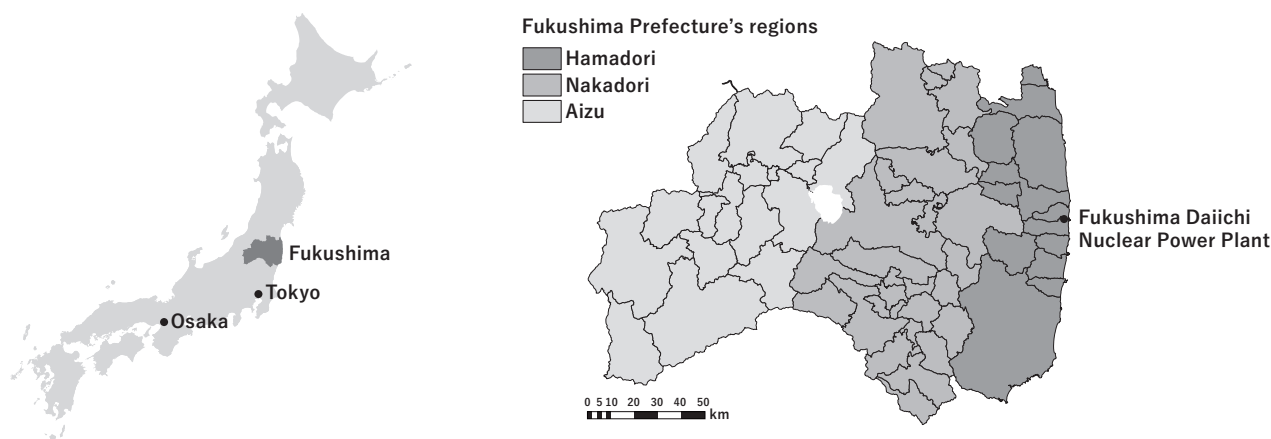 Fukushima
Tokyo
Osaka
Fukushima Prefecture's regions
Hamadori
Nakadori
Aizu
Fukushima Daiichi
Nuclear Power Plant
0 5 10 20 30 40 50 km